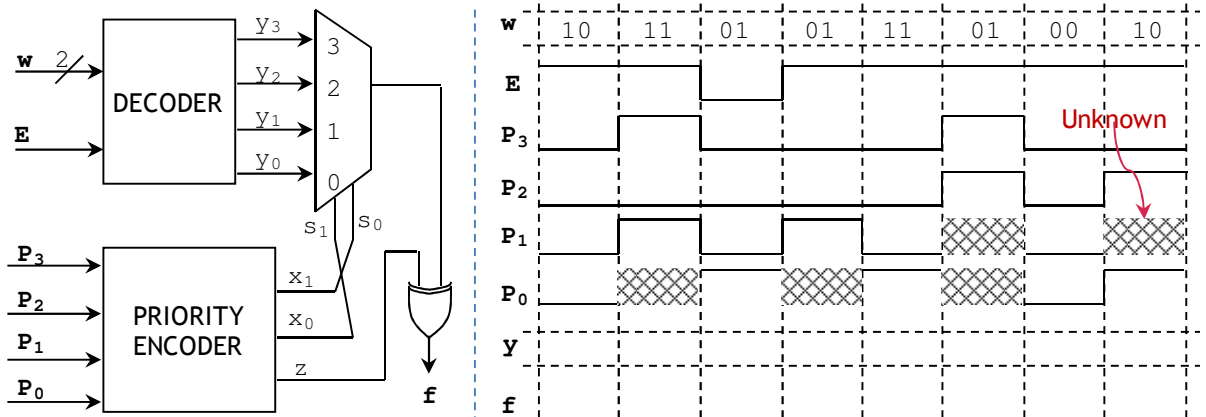 w 2
E
DECODER
y3
y2
y1
y0
3
2
1
0
s1 s0
P3
P2
P1
P0
PRIORITY
ENCODER
x1
x0
z
f
w 10 11 01 01 11 01 00 10
E
P3
Unknown
P2
P1
P0
y
f